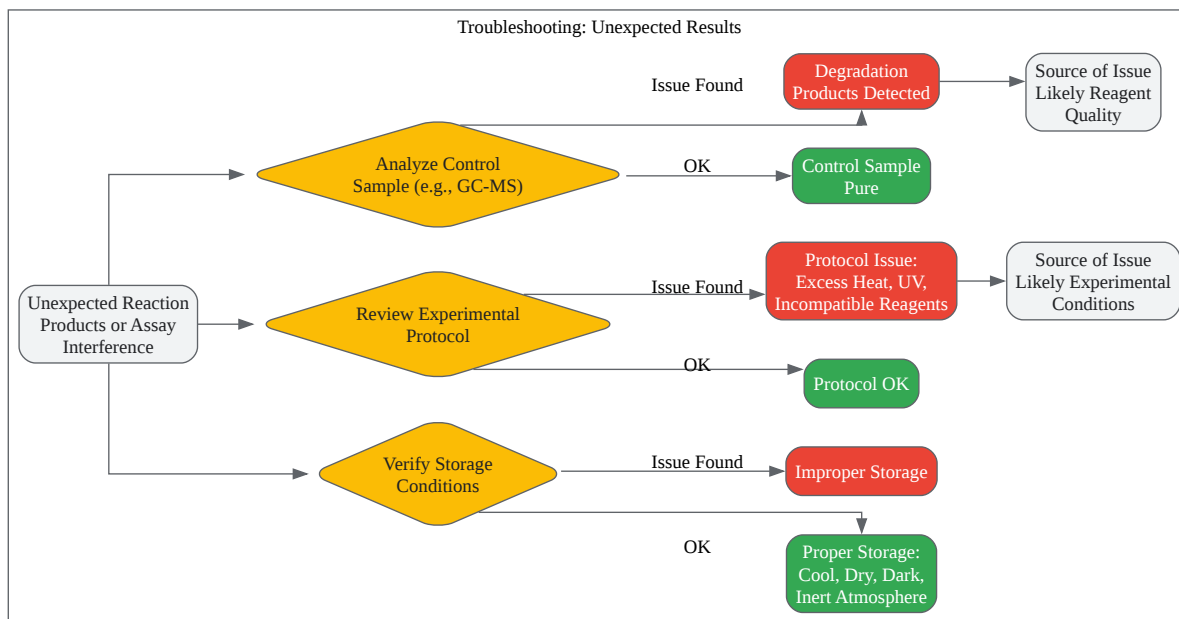 Troubleshooting: Unexpected Results
Issue Found
Degradation
Products Detected
Source of Issue
Likely Reagent
Quality
Analyze Control
Sample (e.g., GC-MS)
OK
Control Sample
Pure
Unexpected Reaction
Products or Assay
Interference
Review Experimental
Protocol
Issue Found
Protocol Issue:
Excess Heat, UV,
Incompatible Reagents
Source of Issue
Likely Experimental
Conditions
OK
Protocol OK
Verify Storage
Conditions
Issue Found
Improper Storage
OK
Proper Storage:
Cool, Dry, Dark,
Inert Atmosphere